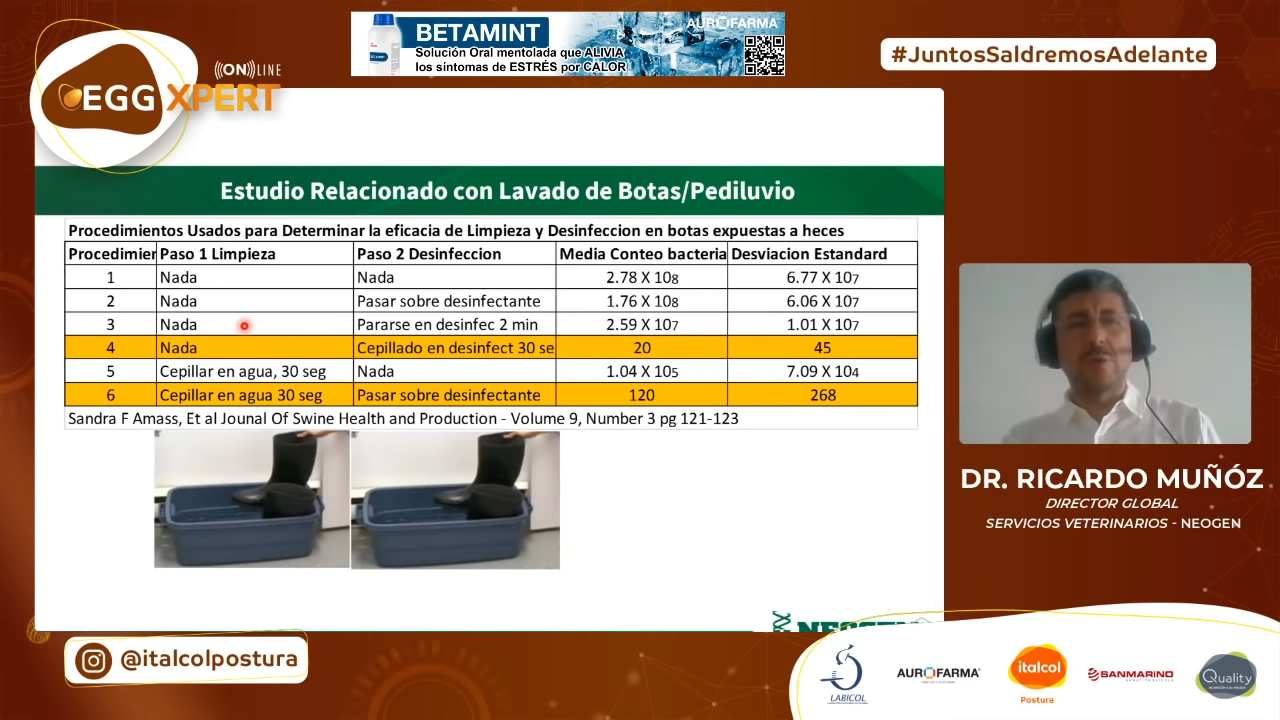 BETAMINT
AUROFARMA
Solución Oral mentolada que ALIVIA
los síntomas de ESTRÉS por CALOR
#JuntosSaldremosAdelante
((ON)) LINE
EGG XPERT
Estudio Relacionado con Lavado de Botas/Pediluvio
Procedimientos Usados para Determinar la eficacia de Limpieza y Desinfeccion en botas expuestas a heces
Procedimier Paso 1 Limpieza Paso 2 Desinfeccion Media Conteo bacteria Desviacion Estandard
1 Nada Nada 2.78 X 108 6.77 X 107
2 Nada Pasar sobre desinfectante 1.76 X 108 6.06 X 107
3 Nada Pararse en desinfec 2 min 2.59 X 107 1.01 X 107
4 Nada Cepillado en desinfect 30 se 20 45
5 Cepillar en agua, 30 seg Nada 1.04 X 105 7.09 X 104
6 Cepillar en agua 30 seg Pasar sobre desinfectante 120 268
Sandra F Amass, Et al Jounal Of Swine Health and Production - Volume 9, Number 3 pg 121-123
DR. RICARDO MUÑÓZ
DIRECTOR GLOBAL
SERVICIOS VETERINARIOS - NEOGEN
NEOGEN
@italcolpostura
LABICOL
AUROFARMA
italcol
Postura
SANMARINO
Quality